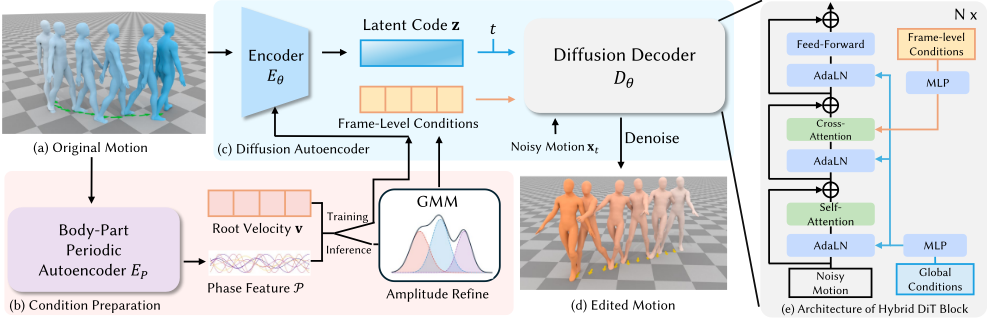 (a) Original Motion
Encoder
E_θ
Latent Code z
t
Frame-Level Conditions
(c) Diffusion Autoencoder
Diffusion Decoder
D_θ
Noisy Motion x_t
Denoise
Body-Part
Periodic
Autoencoder E_P
(b) Condition Preparation
Root Velocity v
Phase Feature 𝒫
Training
Inference
GMM
Amplitude Refine
(d) Edited Motion
N x
Feed-Forward
AdaLN
Cross-
Attention
AdaLN
Self-
Attention
AdaLN
Noisy
Motion
Frame-level
Conditions
MLP
MLP
Global
Conditions
(e) Architecture of Hybrid DiT Block